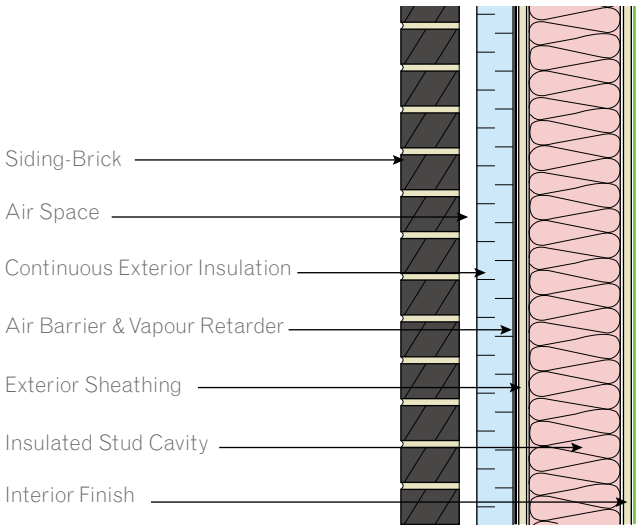 Siding-Brick
Air Space
Continuous Exterior Insulation
Air Barrier & Vapour Retarder
Exterior Sheathing
Insulated Stud Cavity
Interior Finish